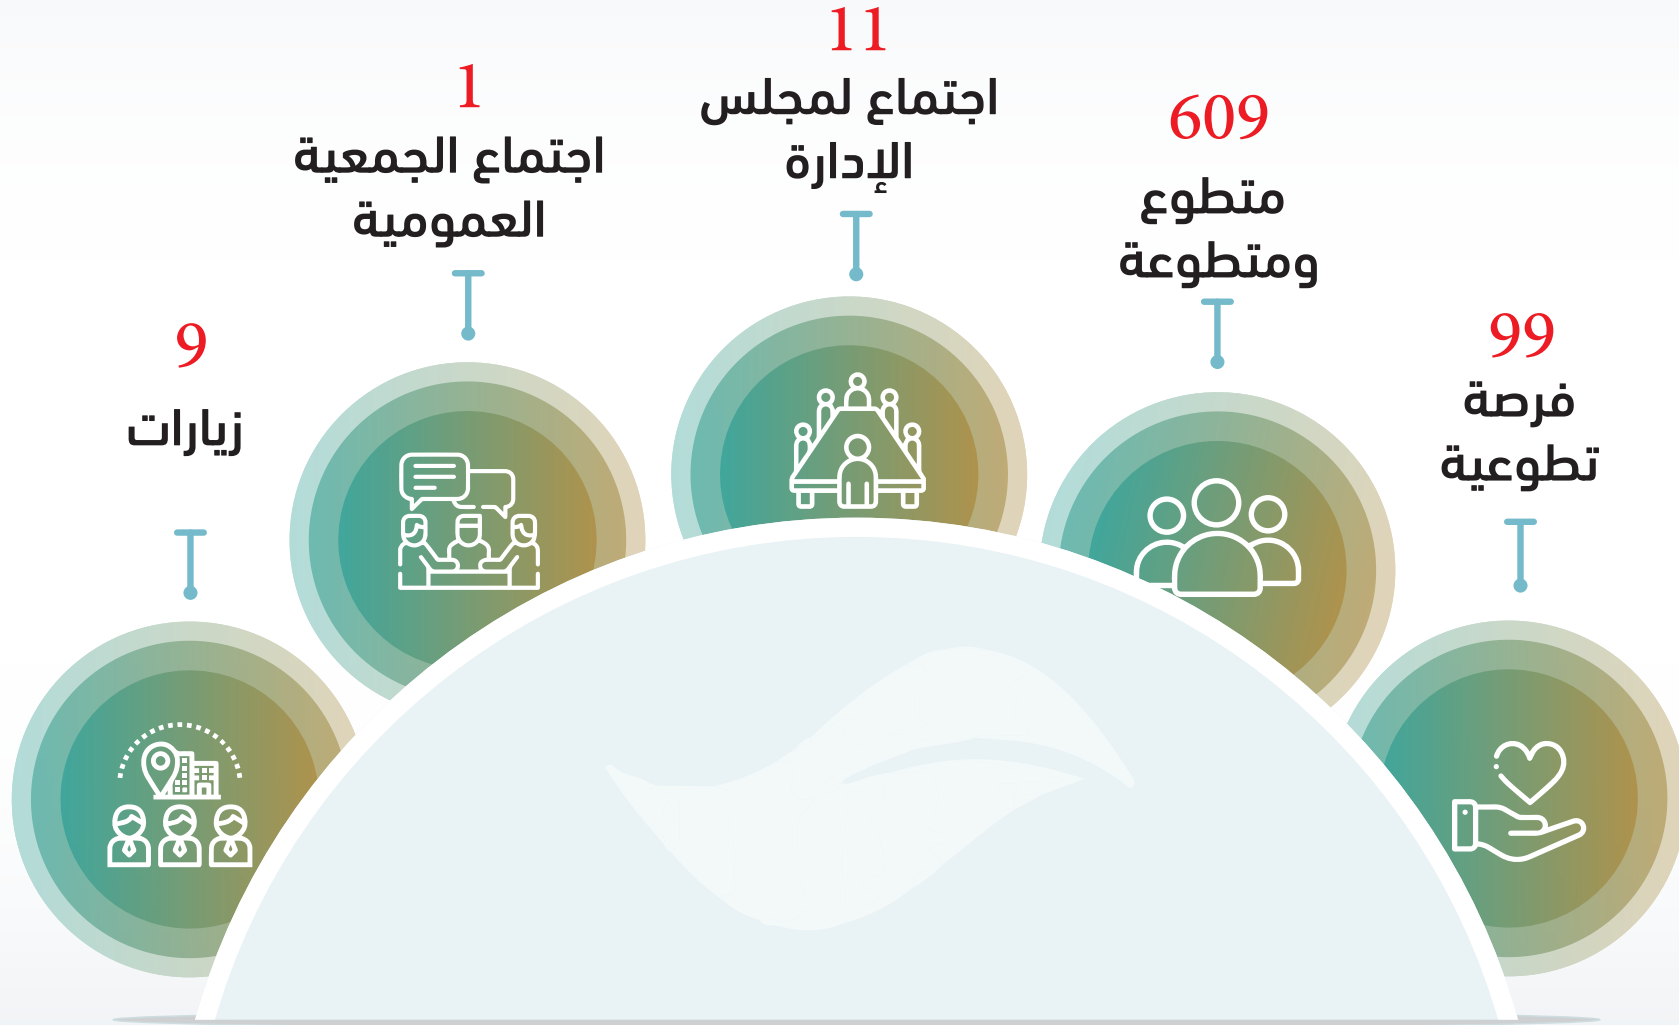 99
فرصة
تطوعية
609
متطوع
ومتطوعة
11
اجتماع لمجلس
الإدارة
1
اجتماع الجمعية
العمومية
9
زيارات